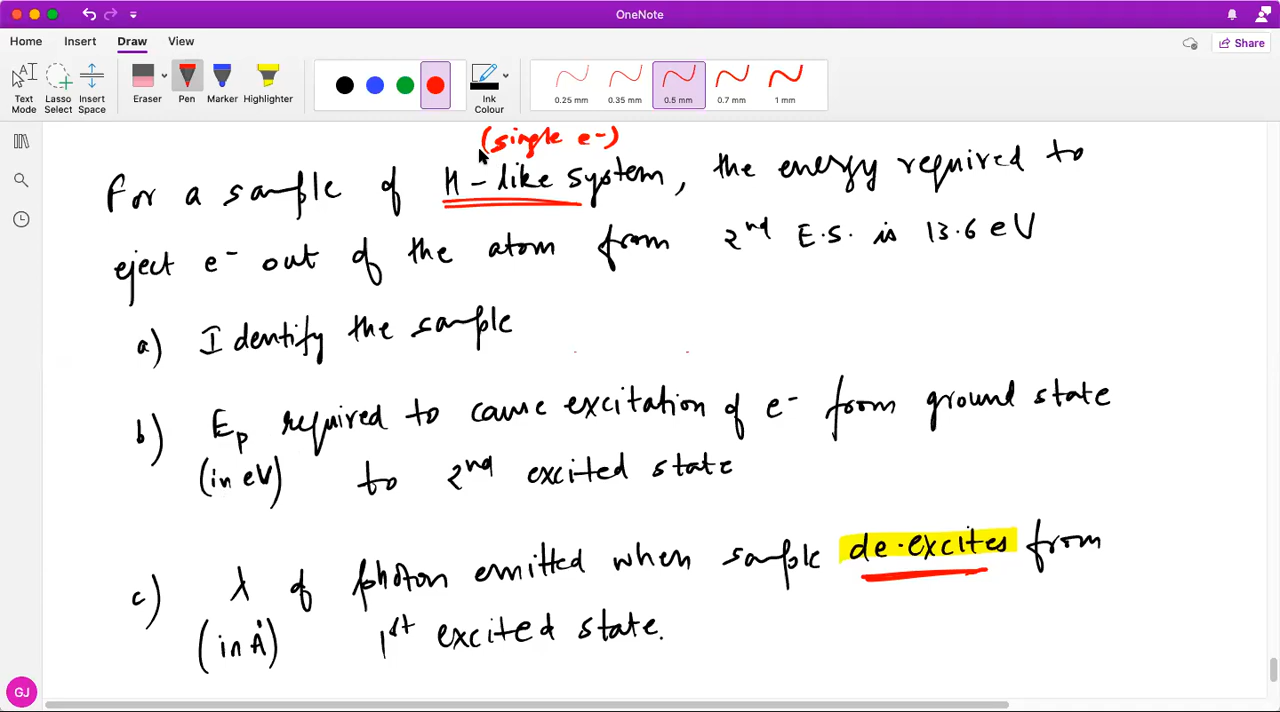 OneNote
Home Insert Draw View
Share
Text Mode
Lasso Select
Insert Space
Eraser
Pen
Marker
Highlighter
Ink Colour
0.25 mm
0.35 mm
0.5 mm
0.7 mm
1 mm
(single e-)
For a sample of H-like system, the energy required to
eject e- out of the atom from 2nd E.S. is 13.6 eV
a) Identify the sample
b) Ep required to cause excitation of e- from ground state
(in eV) to 2nd excited state
c) λ of photon emitted when sample de-excites from
(in Å) 1st excited state.
GJ